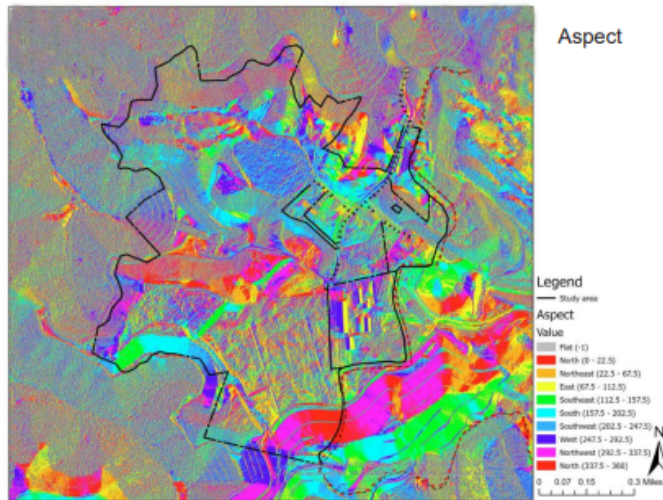 Aspect
Legend
Study area
Aspect
Value
Flat (-1)
North (0 - 22.5)
Northeast (22.5 - 67.5)
East (67.5 - 112.5)
Southeast (112.5 - 157.5)
South (157.5 - 202.5)
Southwest (202.5 - 247.5)
West (247.5 - 292.5)
Northwest (292.5 - 337.5)
North (337.5 - 360)
N
0 0.07 0.15 0.3 Miles